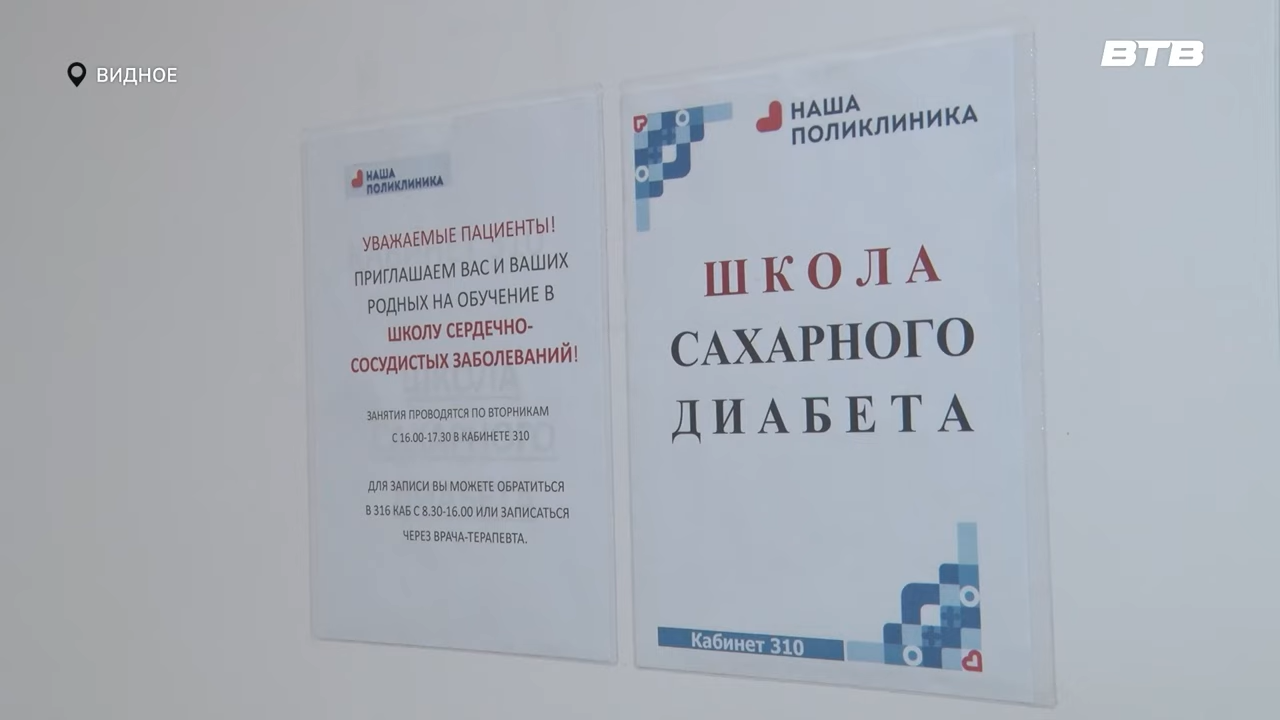 ВИДНОЕ
ВТВ
НАША
ПОЛИКЛИНИКА
УВАЖАЕМЫЕ ПАЦИЕНТЫ!
ПРИГЛАШАЕМ ВАС И ВАШИХ
РОДНЫХ НА ОБУЧЕНИЕ В
ШКОЛУ СЕРДЕЧНО-
СОСУДИСТЫХ ЗАБОЛЕВАНИЙ!
ЗАНЯТИЯ ПРОВОДЯТСЯ ПО ВТОРНИКАМ
С 16.00-17.30 В КАБИНЕТЕ 310
ДЛЯ ЗАПИСИ ВЫ МОЖЕТЕ ОБРАТИТЬСЯ
В 316 КАБ С 8.30-16.00 ИЛИ ЗАПИСАТЬСЯ
ЧЕРЕЗ ВРАЧА-ТЕРАПЕВТА.
НАША
ПОЛИКЛИНИКА
ШКОЛА
САХАРНОГО
ДИАБЕТА
Кабинет 310